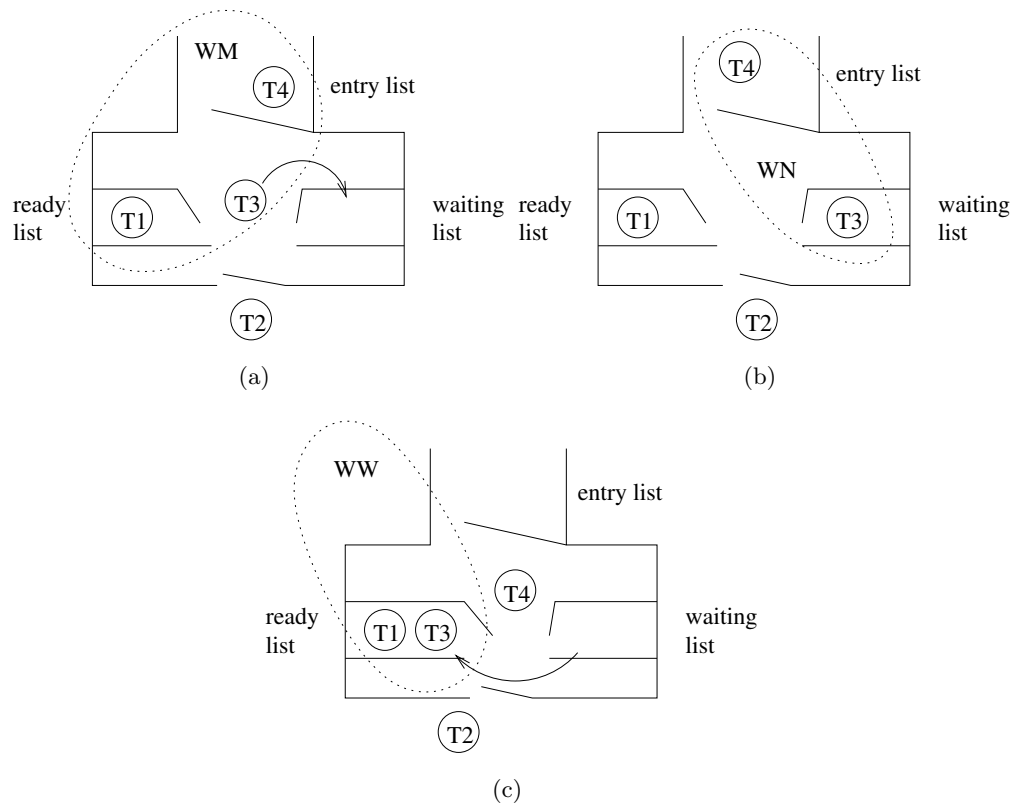 WM
T4
entry list
ready
list
T1
T3
waiting
list
T2
(a)
T4
entry list
WN
ready
list
T1
T3
waiting
list
T2
(b)
WW
entry list
T4
ready
list
T1
T3
waiting
list
T2
(c)